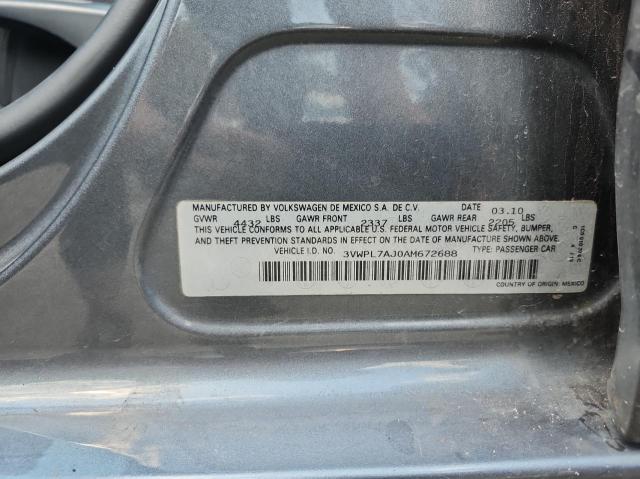 MANUFACTURED BY VOLKSWAGEN DE MEXICO S.A. DE C.V. DATE 03.10
GVWR 4432 LBS GAWR FRONT 2337 LBS GAWR REAR 2205 LBS
THIS VEHICLE CONFORMS TO ALL APPLICABLE U.S. FEDERAL MOTOR VEHICLE SAFETY, BUMPER,
AND THEFT PREVENTION STANDARDS IN EFFECT ON THE DATE OF MANUFACTURE SHOWN ABOVE.
VEHICLE I.D. NO. 3VWPL7AJ0AM672688 TYPE: PASSENGER CAR
COUNTRY OF ORIGIN: MEXICO